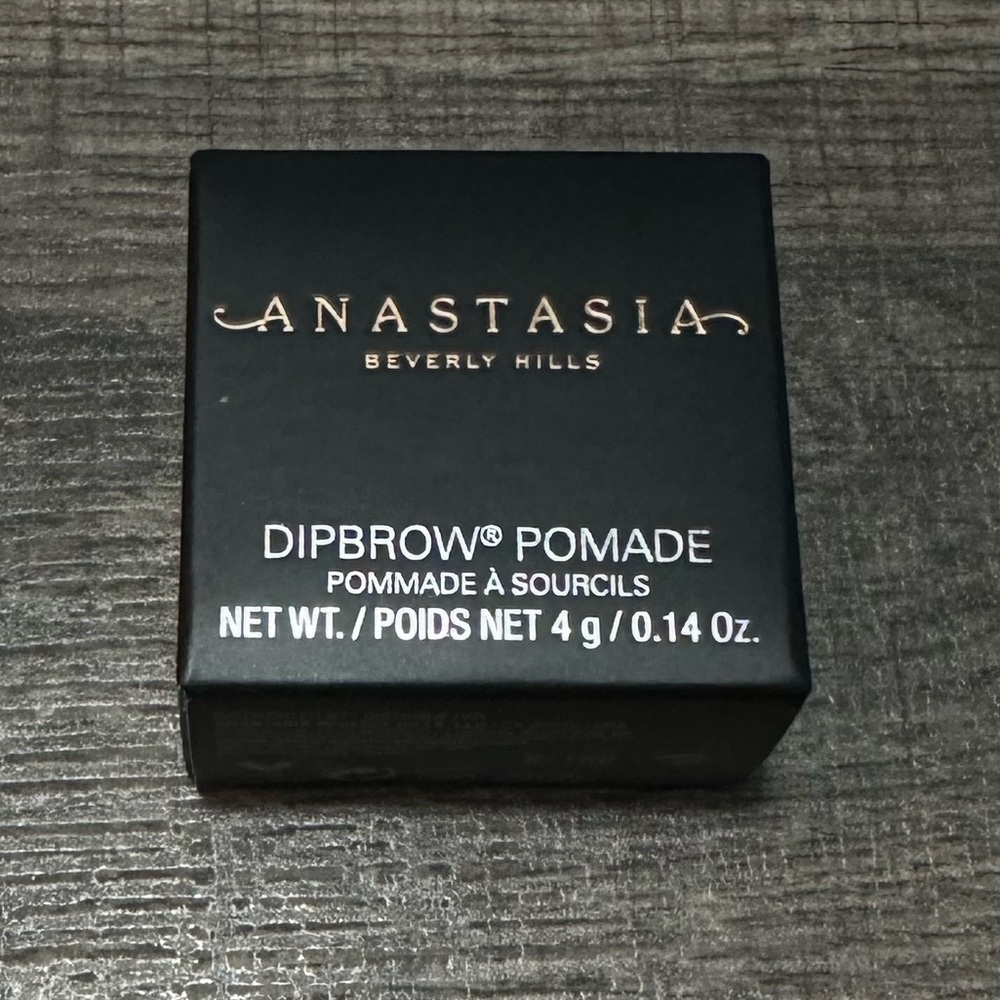 ANASTASIA
BEVERLY HILLS
DIPBROW® POMADE
POMMADE À SOURCILS
NET WT. / POIDS NET 4 g / 0.14 Oz.